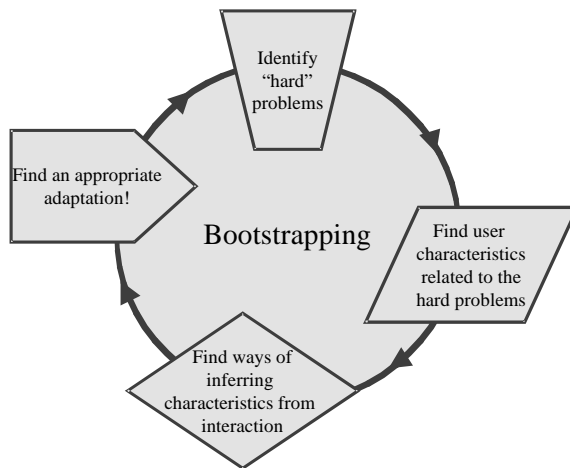 Identify
“hard”
problems
Find an appropriate
adaptation!
Bootstrapping
Find user
characteristics
related to the
hard problems
Find ways of
inferring
characteristics from
interaction